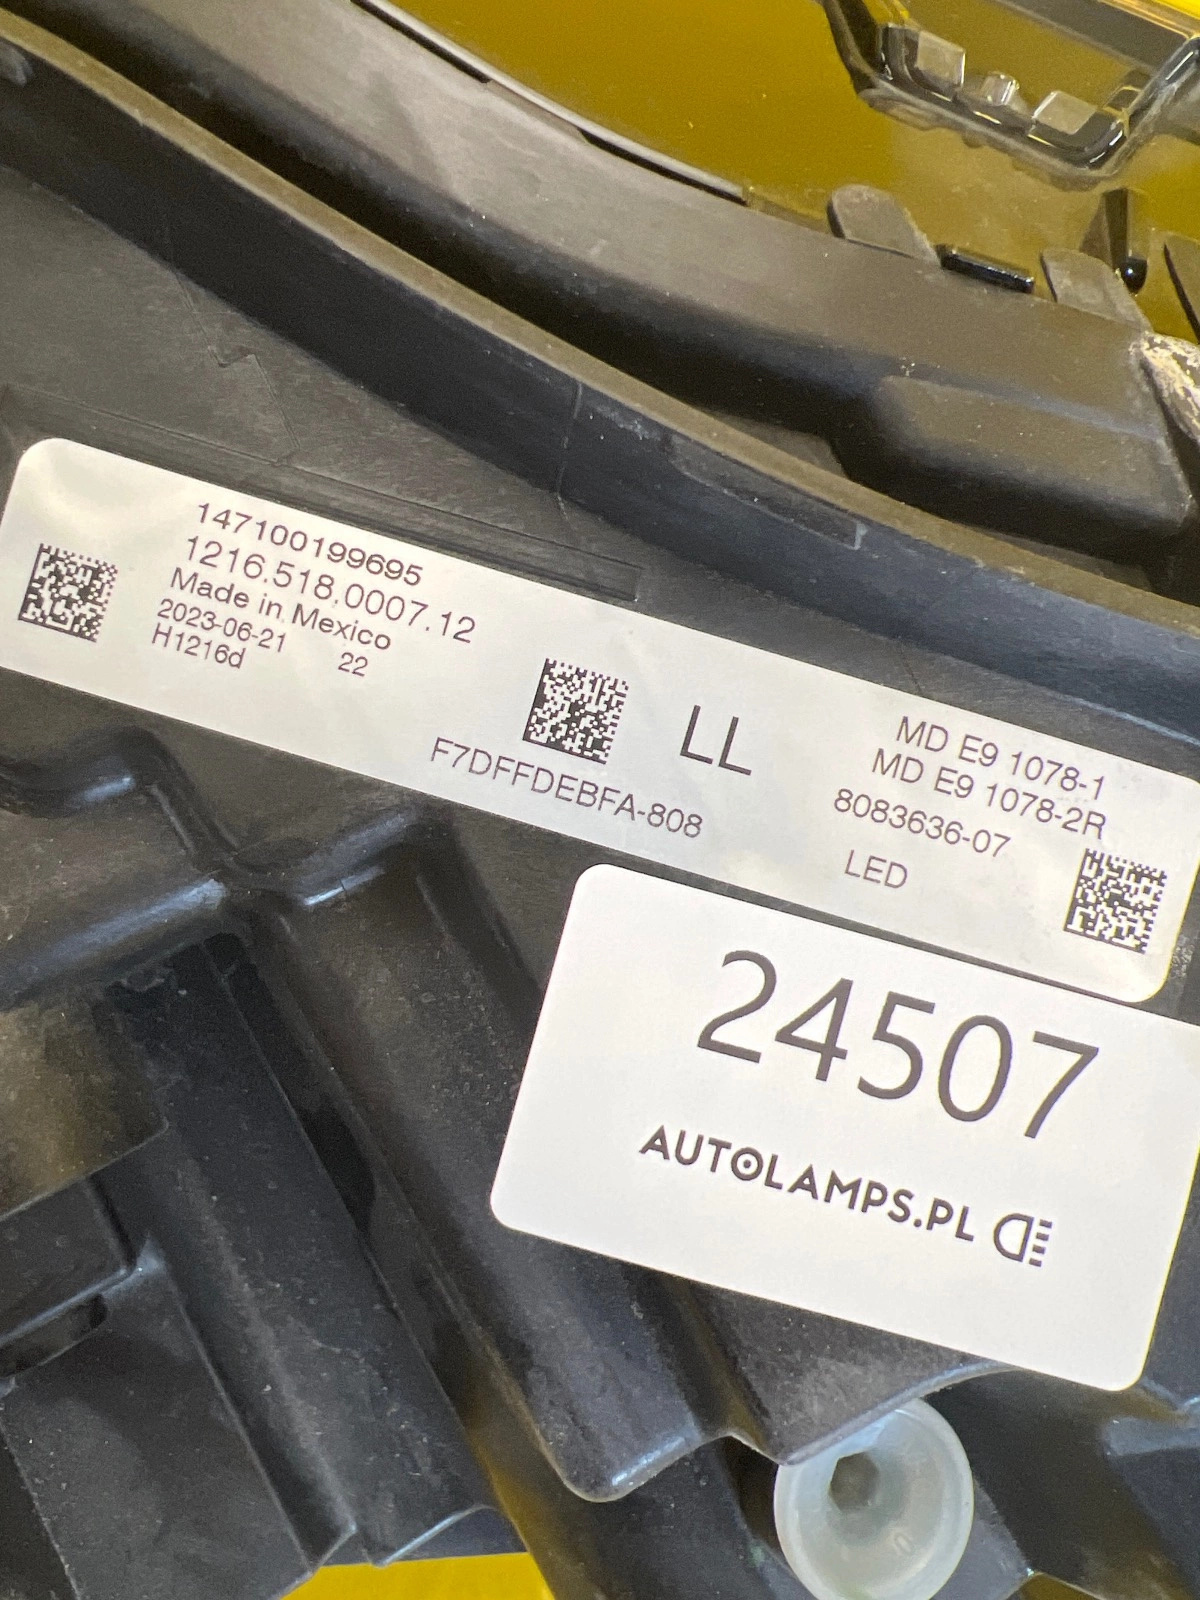 147100199695
1216.518.0007.12
Made in Mexico
2023-06-21 22
H1216d
F7DFFDEBFA-808
LL
MD E9 1078-1
MD E9 1078-2R
8083636-07
LED
24507
AUTOLAMPS.PL